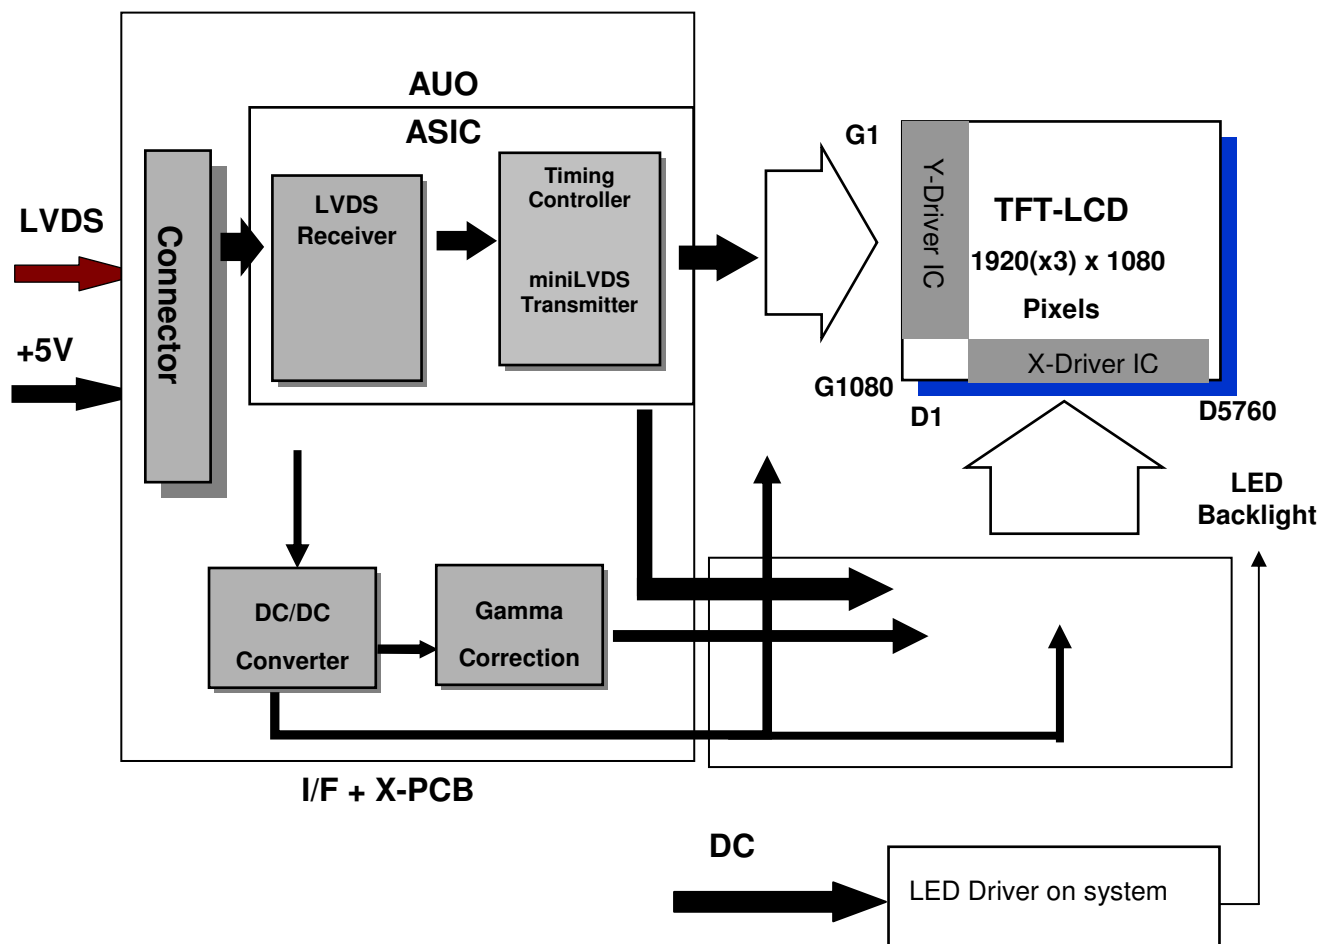 AUO
ASIC
LVDS
+5V
Connector
LVDS
Receiver
Timing
Controller
miniLVDS
Transmitter
G1
G1080
Y-Driver IC
TFT-LCD
1920(x3) x 1080
Pixels
X-Driver IC
D1
D5760
LED
Backlight
DC/DC
Converter
Gamma
Correction
I/F + X-PCB
DC
LED Driver on system